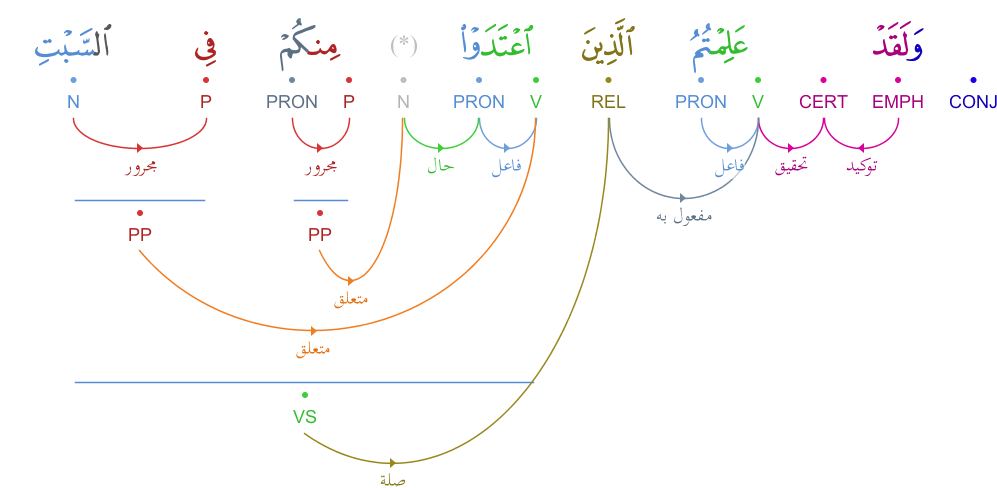 وَلَقَدْ عَلِمْتُمُ ٱلَّذِينَ ٱعْتَدَوْا۟ (*) مِنكُمْ فِى ٱلسَّبْتِ
CONJ EMPH CERT V PRON REL V PRON N P PRON P N
توكيد تحقيق فاعل فاعل حال مجرور مجرور
مفعول به
PP PP
متعلق
متعلق
VS
صلة